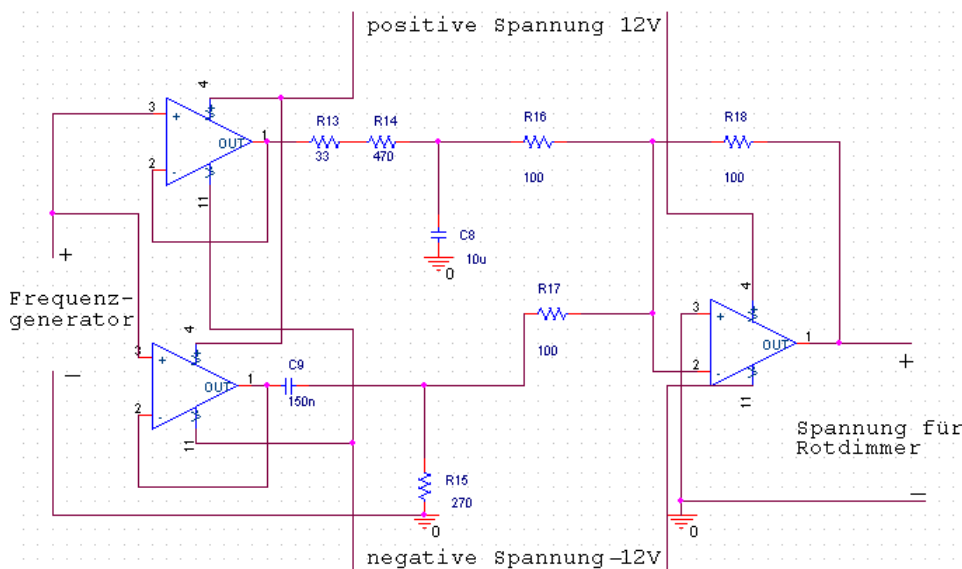 positive Spannung 12V
4
3
+
OUT
1
2
-
11
R13
33
R14
470
R16
100
R18
100
C8
10u
0
+
Frequenz-
generator
−
4
3
+
OUT
1
2
-
11
C9
150n
R17
100
R15
270
0
4
3
+
OUT
1
2
-
11
+
Spannung für
Rotdimmer
−
0
negative Spannung-12V